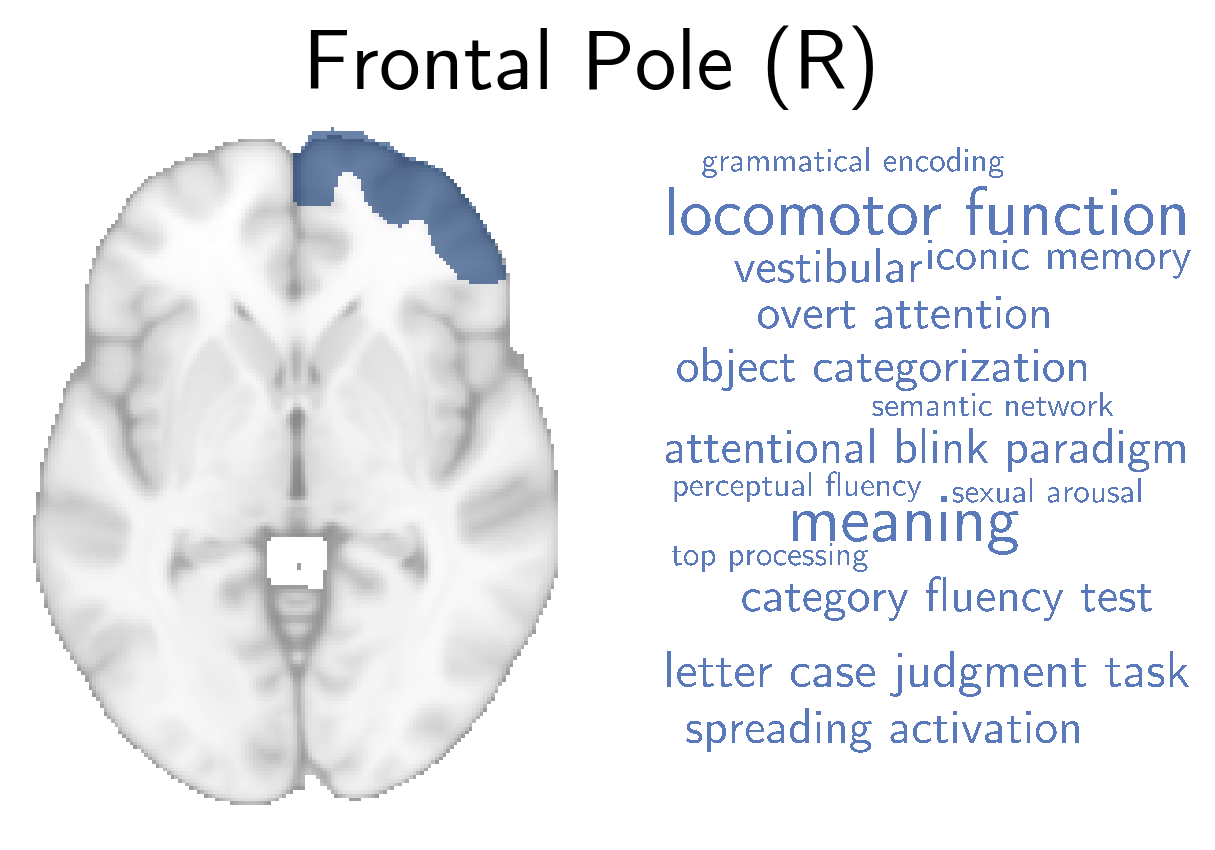 Frontal Pole (R)
grammatical encoding
locomotor function
vestibular iconic memory
overt attention
object categorization
semantic network
attentional blink paradigm
perceptual fluency . sexual arousal
meaning
top processing
category fluency test
letter case judgment task
spreading activation